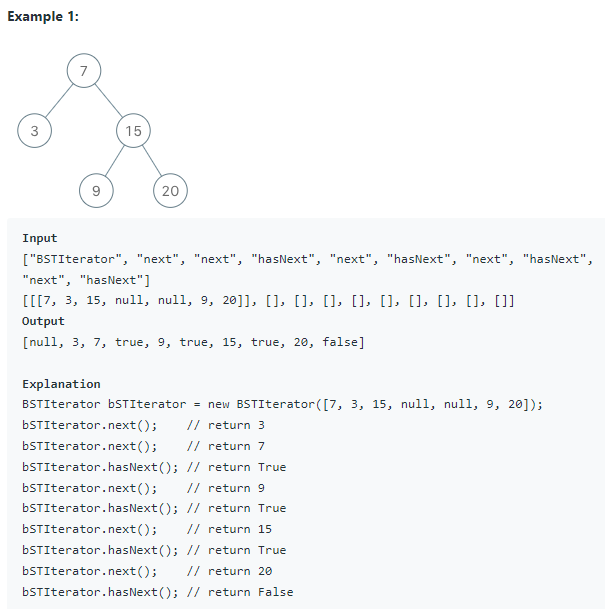 Example 1:
7
3 15
9 20
Input
["BSTIterator", "next", "next", "hasNext", "next", "hasNext", "next", "hasNext",
"next", "hasNext"]
[[[7, 3, 15, null, null, 9, 20]], [], [], [], [], [], [], [], [], []]
Output
[null, 3, 7, true, 9, true, 15, true, 20, false]
Explanation
BSTIterator bSTIterator = new BSTIterator([7, 3, 15, null, null, 9, 20]);
bSTIterator.next();    // return 3
bSTIterator.next();    // return 7
bSTIterator.hasNext(); // return True
bSTIterator.next();    // return 9
bSTIterator.hasNext(); // return True
bSTIterator.next();    // return 15
bSTIterator.hasNext(); // return True
bSTIterator.next();    // return 20
bSTIterator.hasNext(); // return False